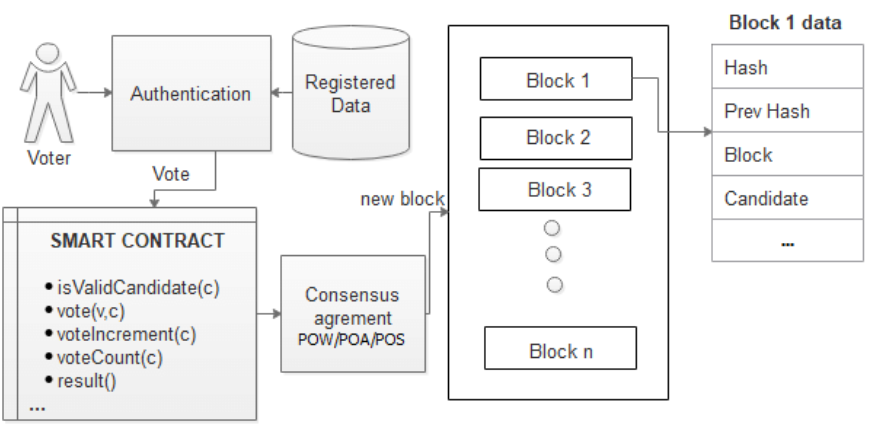 Voter
Authentication
Registered
Data
Vote
SMART CONTRACT
• isValidCandidate(c)
• vote(v,c)
• voteIncrement(c)
• voteCount(c)
• result()
...
Consensus
agrement
POW/POA/POS
new block
Block 1
Block 2
Block 3
Block n
Block 1 data
Hash
Prev Hash
Block
Candidate
...